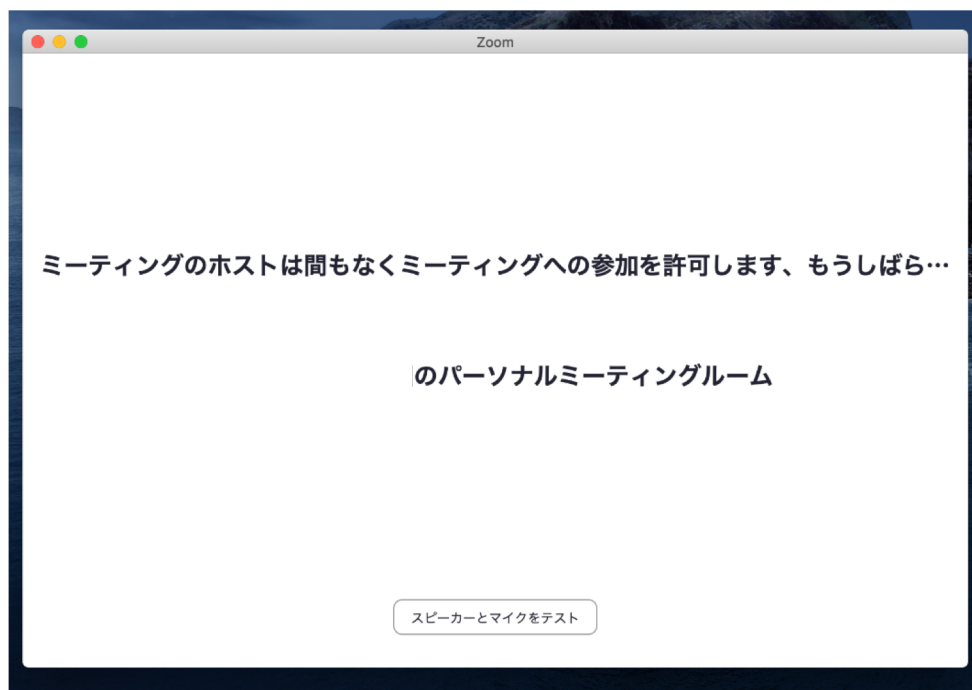 Zoom
ミーティングのホストは間もなくミーティングへの参加を許可します、もうしばら…
のパーソナルミーティングルーム
スピーカーとマイクをテスト